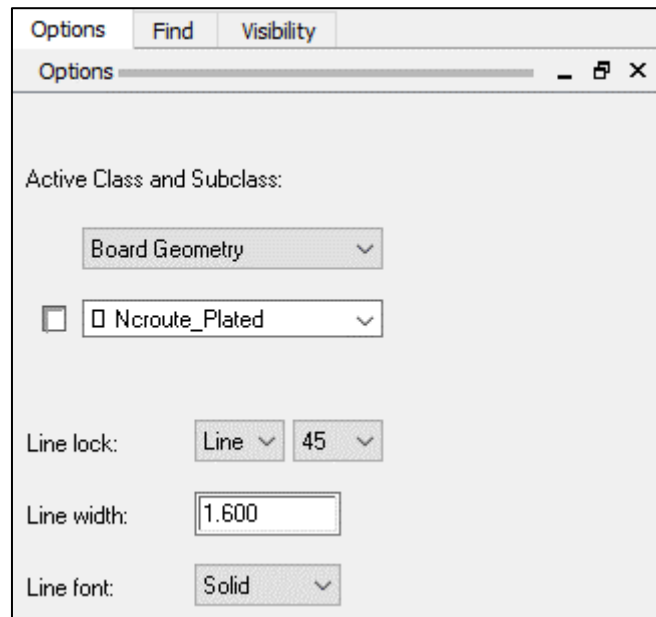 Options Find Visibility
Options
Active Class and Subclass:
Board Geometry
Ncroute_Plated
Line lock: Line 45
Line width: 1.600
Line font: Solid